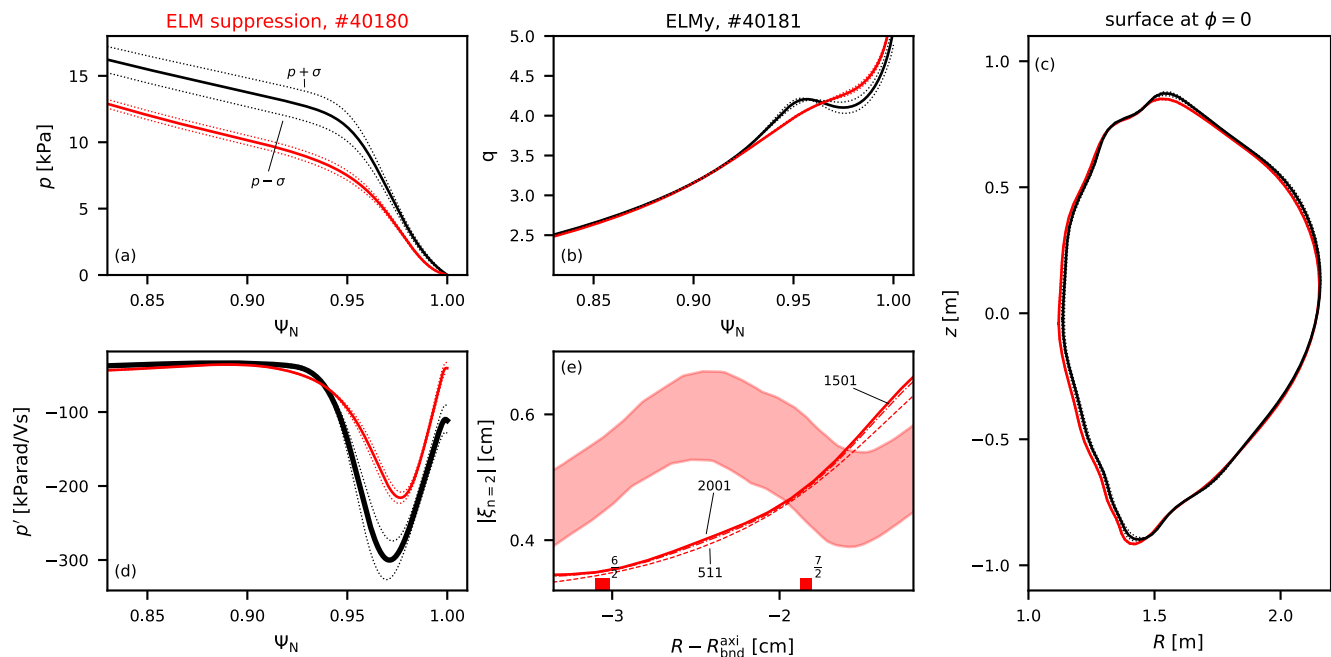 ELM suppression, #40180
ELMy, #40181
surface at ϕ = 0
p [kPa]
15
10
5
0
p + σ
p − σ
(a)
0.85 0.90 0.95 1.00
Ψ_N
q
5.0
4.5
4.0
3.5
3.0
2.5
(b)
0.85 0.90 0.95 1.00
Ψ_N
z [m]
1.0
0.5
0.0
−0.5
−1.0
(c)
1.0 1.5 2.0
R [m]
p′ [kParad/Vs]
−100
−200
−300
(d)
0.85 0.90 0.95 1.00
Ψ_N
|ξ_{n=2}| [cm]
0.6
0.4
(e)
1501
2001
511
6/2
7/2
−3 −2
R − R_{bnd}^{axi} [cm]